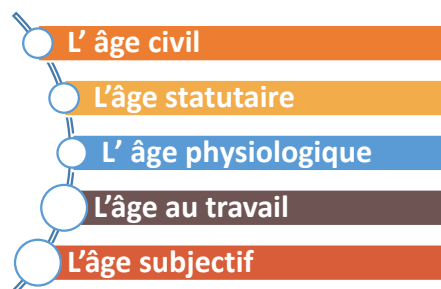 L' âge civil
L'âge statutaire
L' âge physiologique
L'âge au travail
L'âge subjectif